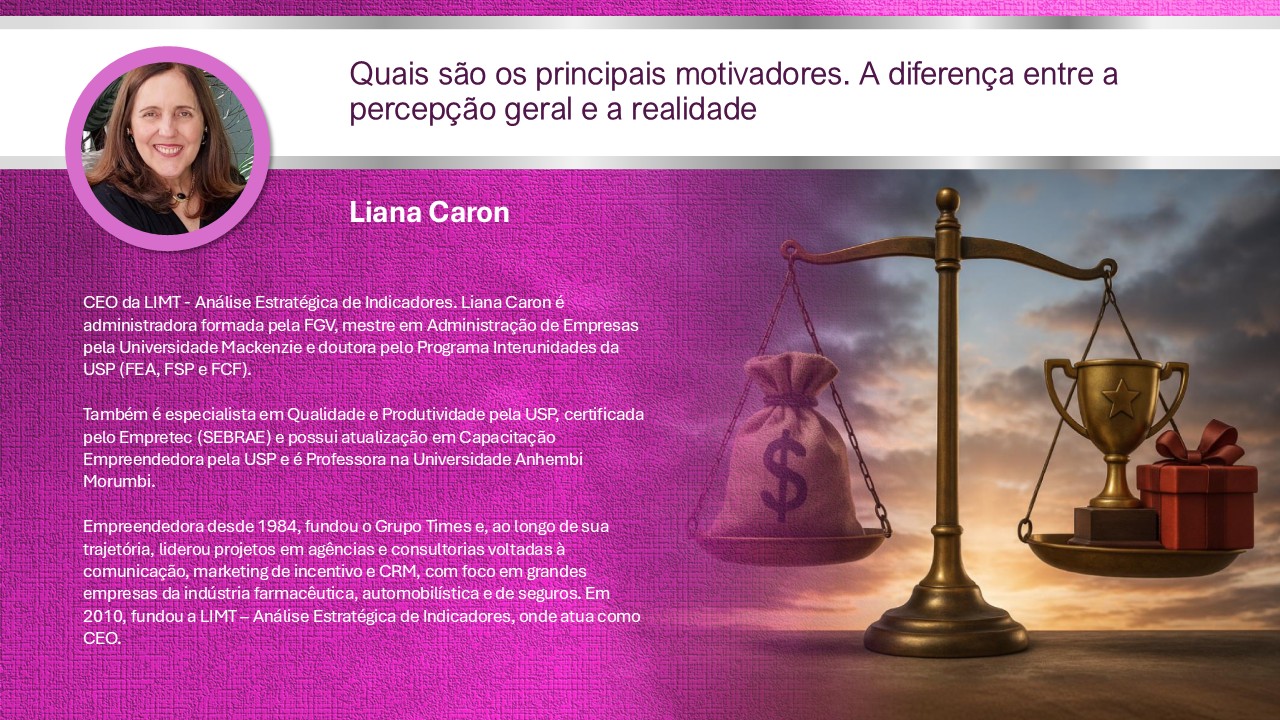 Quais são os principais motivadores. A diferença entre a
percepção geral e a realidade
Liana Caron
CEO da LIMT - Análise Estratégica de Indicadores. Liana Caron é
administradora formada pela FGV, mestre em Administração de Empresas
pela Universidade Mackenzie e doutora pelo Programa Interunidades da
USP (FEA, FSP e FCF).
Também é especialista em Qualidade e Produtividade pela USP, certificada
pelo Empretec (SEBRAE) e possui atualização em Capacitação
Empreendedora pela USP e é Professora na Universidade Anhembi
Morumbi.
Empreendedora desde 1984, fundou o Grupo Times e, ao longo de sua
trajetória, liderou projetos em agências e consultorias voltadas à
comunicação, marketing de incentivo e CRM, com foco em grandes
empresas da indústria farmacêutica, automobilística e de seguros. Em
2010, fundou a LIMT – Análise Estratégica de Indicadores, onde atua como
CEO.
$